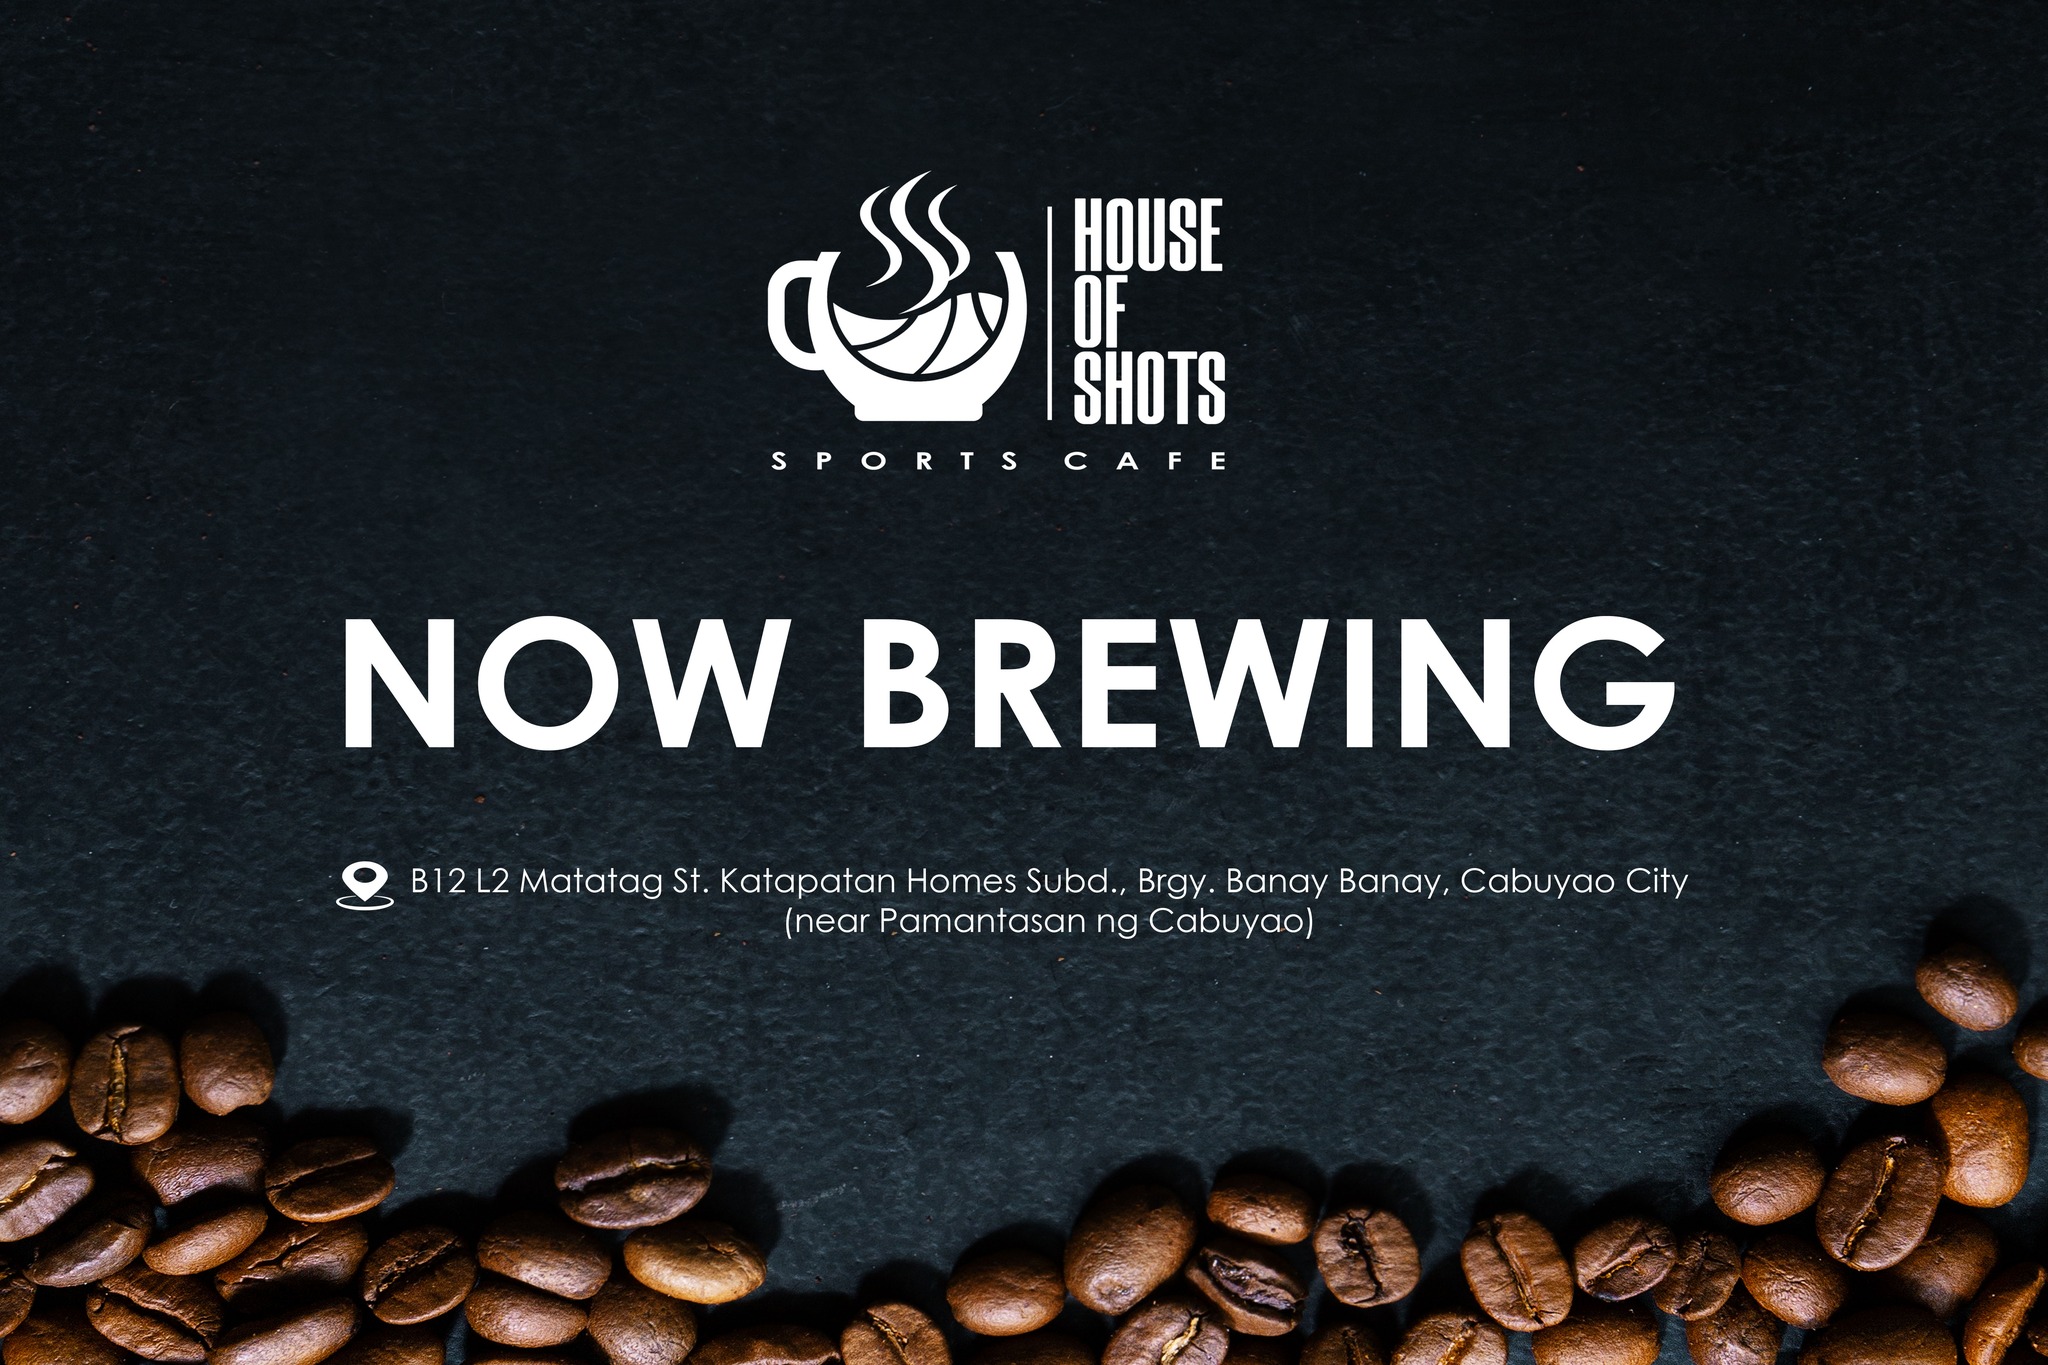 HOUSE
OF
SHOTS
SPORTS CAFE
NOW BREWING
B12 L2 Matatag St. Katapatan Homes Subd., Brgy. Banay Banay, Cabuyao City
(near Pamantasan ng Cabuyao)